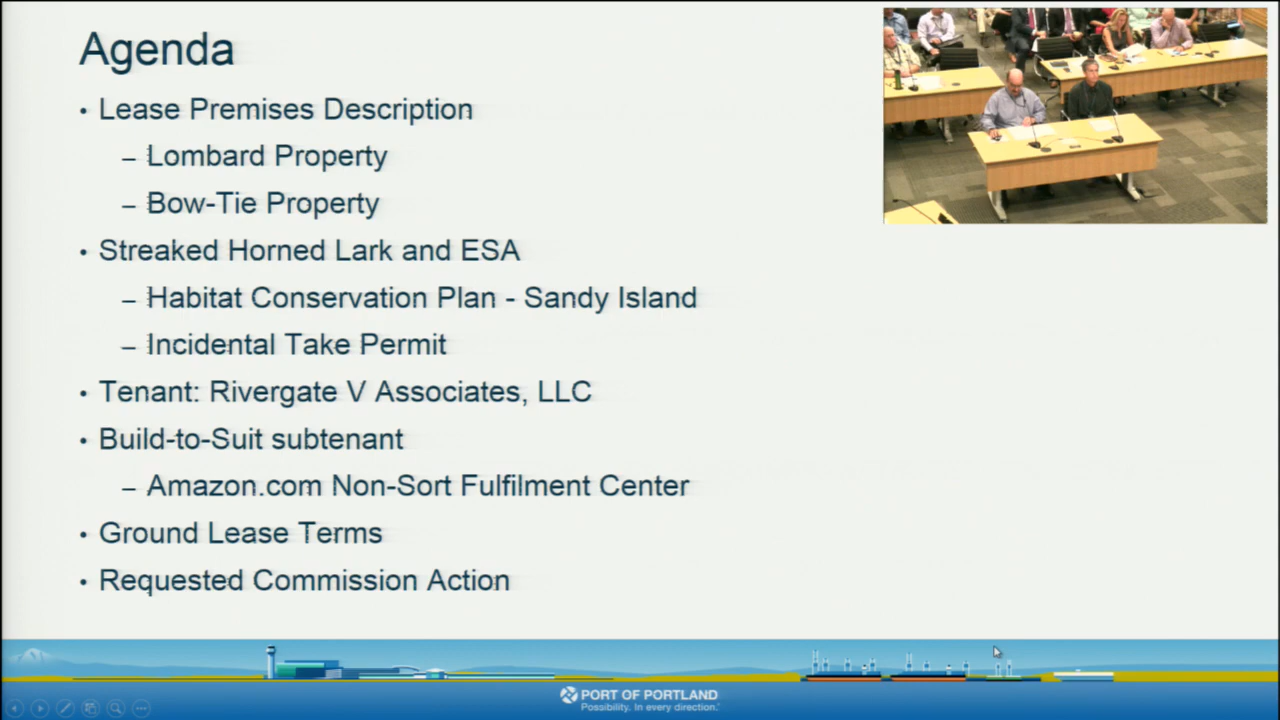 Agenda
• Lease Premises Description
– Lombard Property
– Bow-Tie Property
• Streaked Horned Lark and ESA
– Habitat Conservation Plan - Sandy Island
– Incidental Take Permit
• Tenant: Rivergate V Associates, LLC
• Build-to-Suit subtenant
– Amazon.com Non-Sort Fulfilment Center
• Ground Lease Terms
• Requested Commission Action
PORT OF PORTLAND
Possibility. In every direction.